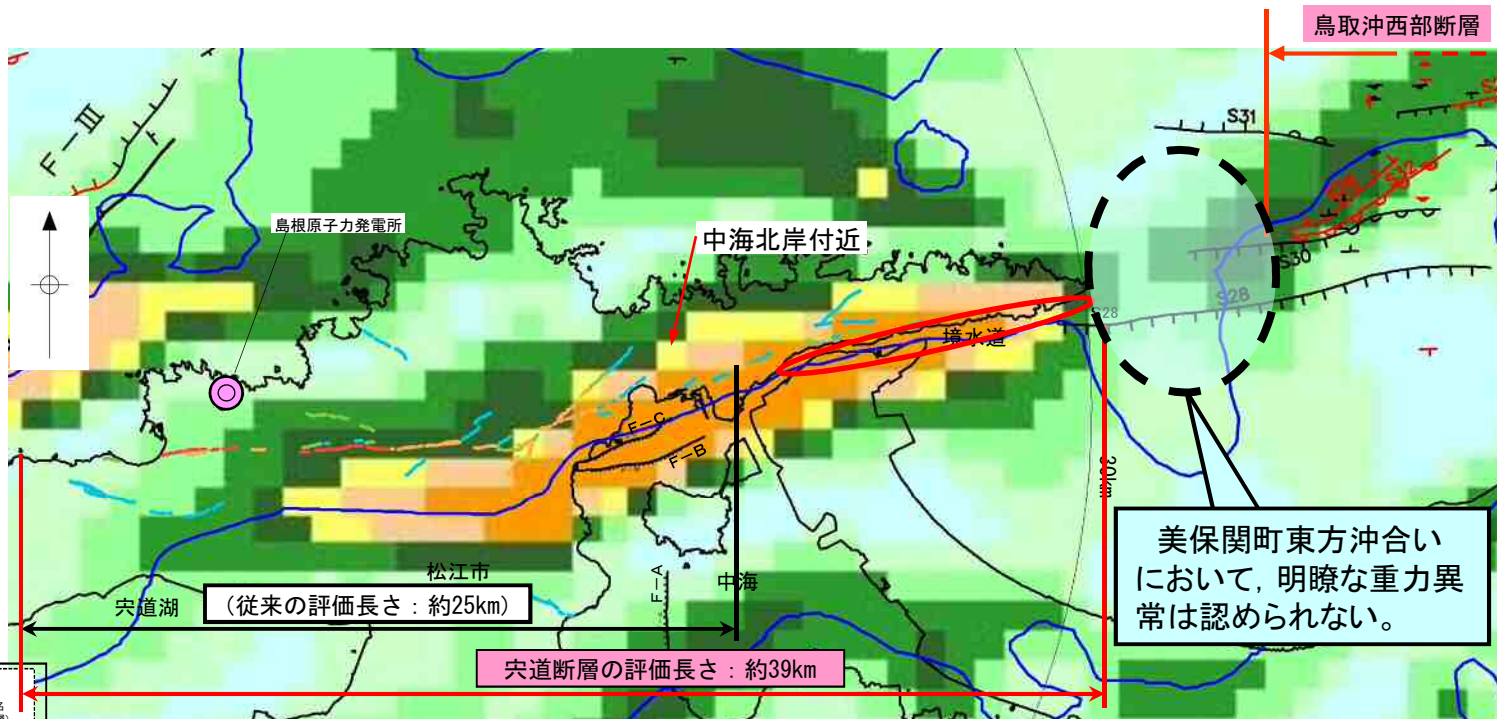 鳥取沖西部断層
F-Ⅲ
S31
島根原子力発電所
中海北岸付近
S32
S30
S28
S28
境水道
F-C
F-B
30km
美保関町東方沖合い
において，明瞭な重力異
常は認められない。
松江市
F-A
中海
宍道湖
（従来の評価長さ：約25km）
宍道断層の評価長さ：約39km